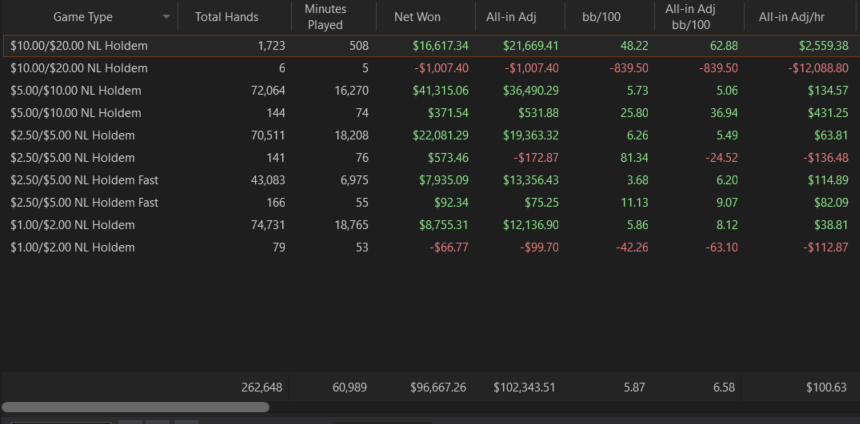 Game Type Total Hands Minutes Played Net Won All-in Adj bb/100 All-in Adj bb/100 All-in Adj/hr
$10.00/$20.00 NL Holdem 1,723 508 $16,617.34 $21,669.41 48.22 62.88 $2,559.38
$10.00/$20.00 NL Holdem 6 5 -$1,007.40 -$1,007.40 -839.50 -839.50 -$12,088.80
$5.00/$10.00 NL Holdem 72,064 16,270 $41,315.06 $36,490.29 5.73 5.06 $134.57
$5.00/$10.00 NL Holdem 144 74 $371.54 $531.88 25.80 36.94 $431.25
$2.50/$5.00 NL Holdem 70,511 18,208 $22,081.29 $19,363.32 6.26 5.49 $63.81
$2.50/$5.00 NL Holdem 141 76 $573.46 -$172.87 81.34 -24.52 -$136.48
$2.50/$5.00 NL Holdem Fast 43,083 6,975 $7,935.09 $13,356.43 3.68 6.20 $114.89
$2.50/$5.00 NL Holdem Fast 166 55 $92.34 $75.25 11.13 9.07 $82.09
$1.00/$2.00 NL Holdem 74,731 18,765 $8,755.31 $12,136.90 5.86 8.12 $38.81
$1.00/$2.00 NL Holdem 79 53 -$66.77 -$99.70 -42.26 -63.10 -$112.87
262,648 60,989 $96,667.26 $102,343.51 5.87 6.58 $100.63